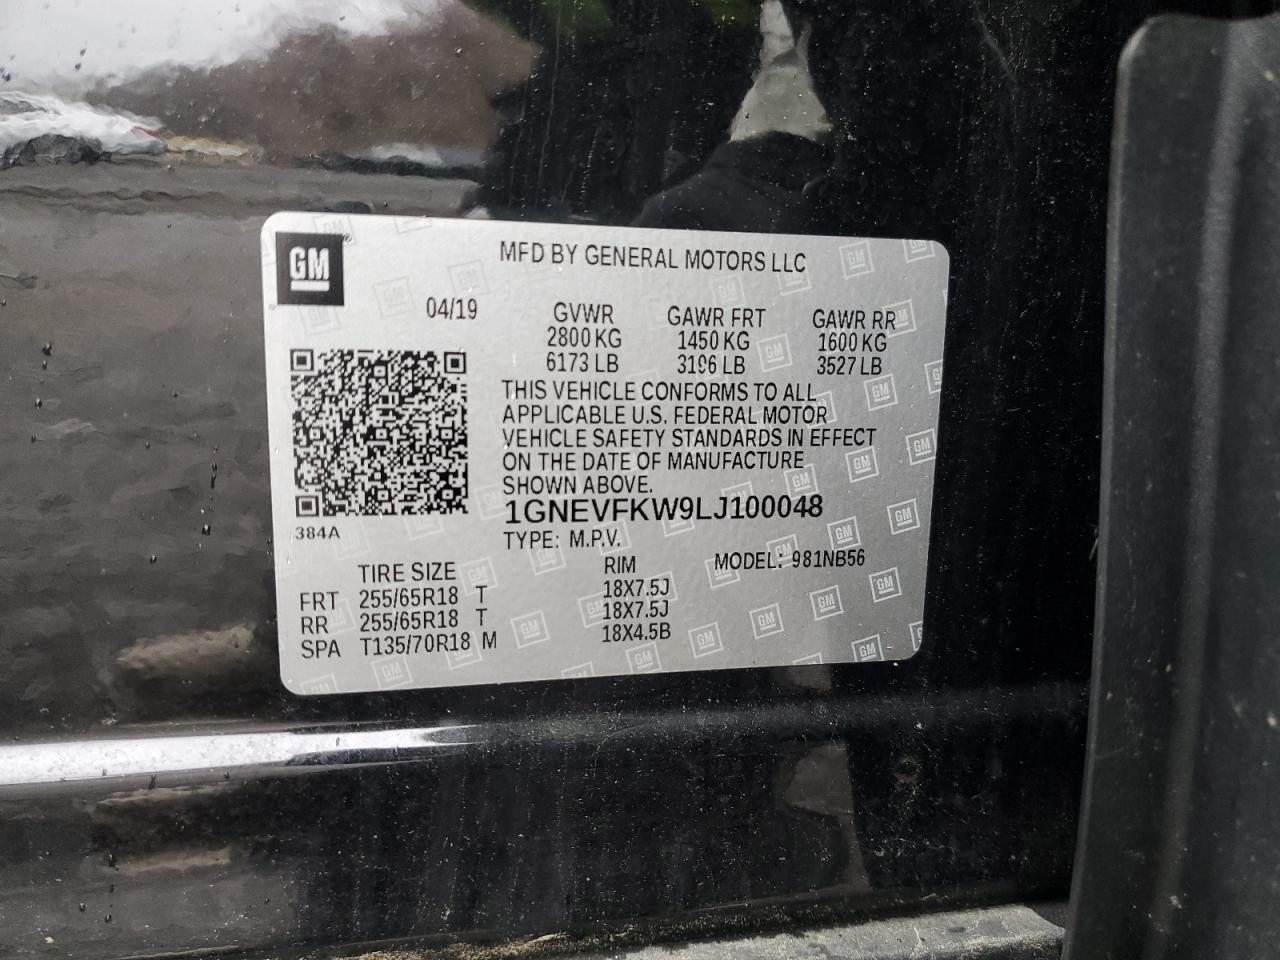 GM
MFD BY GENERAL MOTORS LLC
04/19 GVWR GAWR FRT GAWR RR
2800 KG 1450 KG 1600 KG
6173 LB 3196 LB 3527 LB
THIS VEHICLE CONFORMS TO ALL
APPLICABLE U.S. FEDERAL MOTOR
VEHICLE SAFETY STANDARDS IN EFFECT
ON THE DATE OF MANUFACTURE
SHOWN ABOVE.
1GNEVFKW9LJ100048
384A
TYPE: M.P.V.
TIRE SIZE RIM MODEL: 981NB56
FRT 255/65R18 T 18X7.5J
RR 255/65R18 T 18X7.5J
SPA T135/70R18 M 18X4.5B